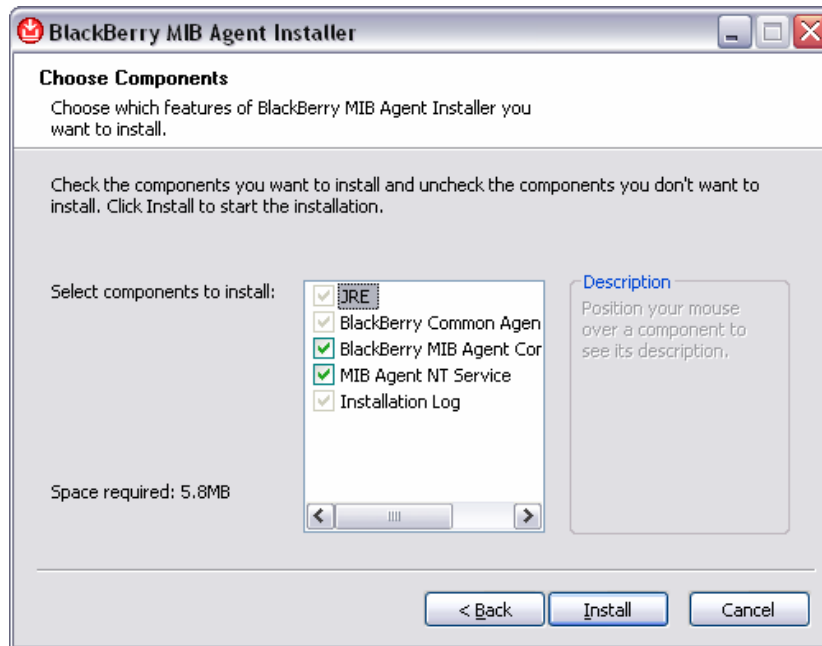 BlackBerry MIB Agent Installer
Choose Components
Choose which features of BlackBerry MIB Agent Installer you
want to install.
Check the components you want to install and uncheck the components you don't want to
install. Click Install to start the installation.
Select components to install:
JRE
BlackBerry Common Agen
BlackBerry MIB Agent Cor
MIB Agent NT Service
Installation Log
Description
Position your mouse
over a component to
see its description.
Space required: 5.8MB
< Back
Install
Cancel